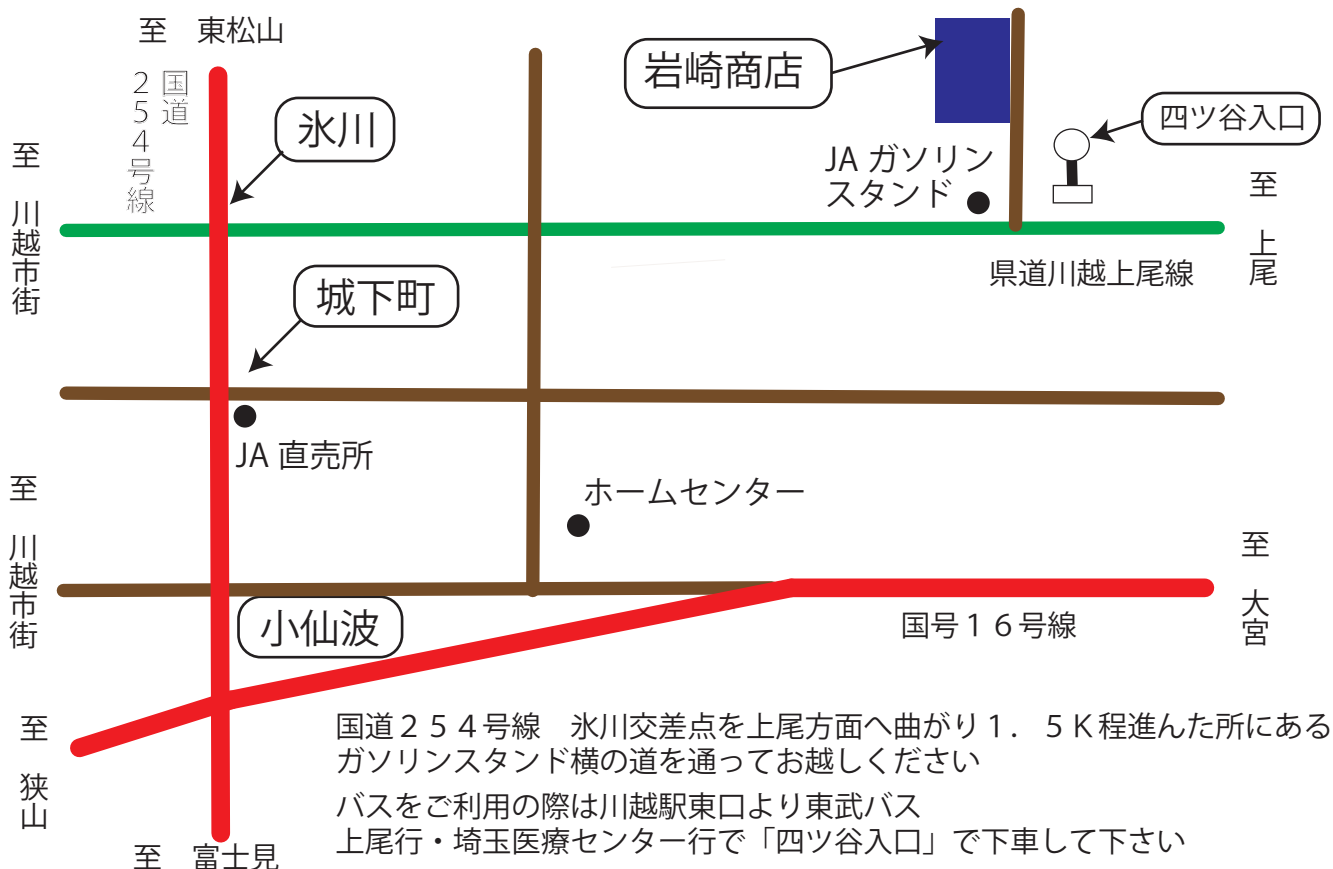 至　東松山
国道
２５４号線
氷川
岩崎商店
四ツ谷入口
JA ガソリン
スタンド
至　川越市街
至　上尾
県道川越上尾線
城下町
JA 直売所
至　川越市街
ホームセンター
至　大宮
小仙波
国号１６号線
至　狭山
国道２５４号線　氷川交差点を上尾方面へ曲がり１．５Ｋ程進んた所にある
ガソリンスタンド横の道を通ってお越しください
バスをご利用の際は川越駅東口より東武バス
上尾行・埼玉医療センター行で「四ツ谷入口」で下車して下さい
至　富士見